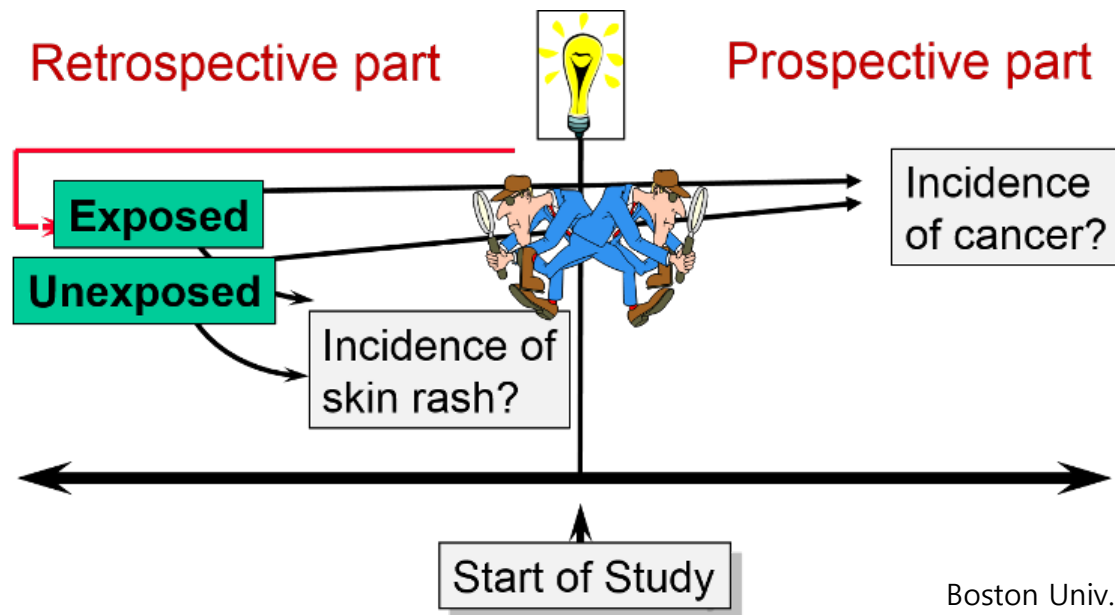 Retrospective part
Prospective part
Exposed
Unexposed
Incidence
of cancer?
Incidence of
skin rash?
Start of Study
Boston Univ.